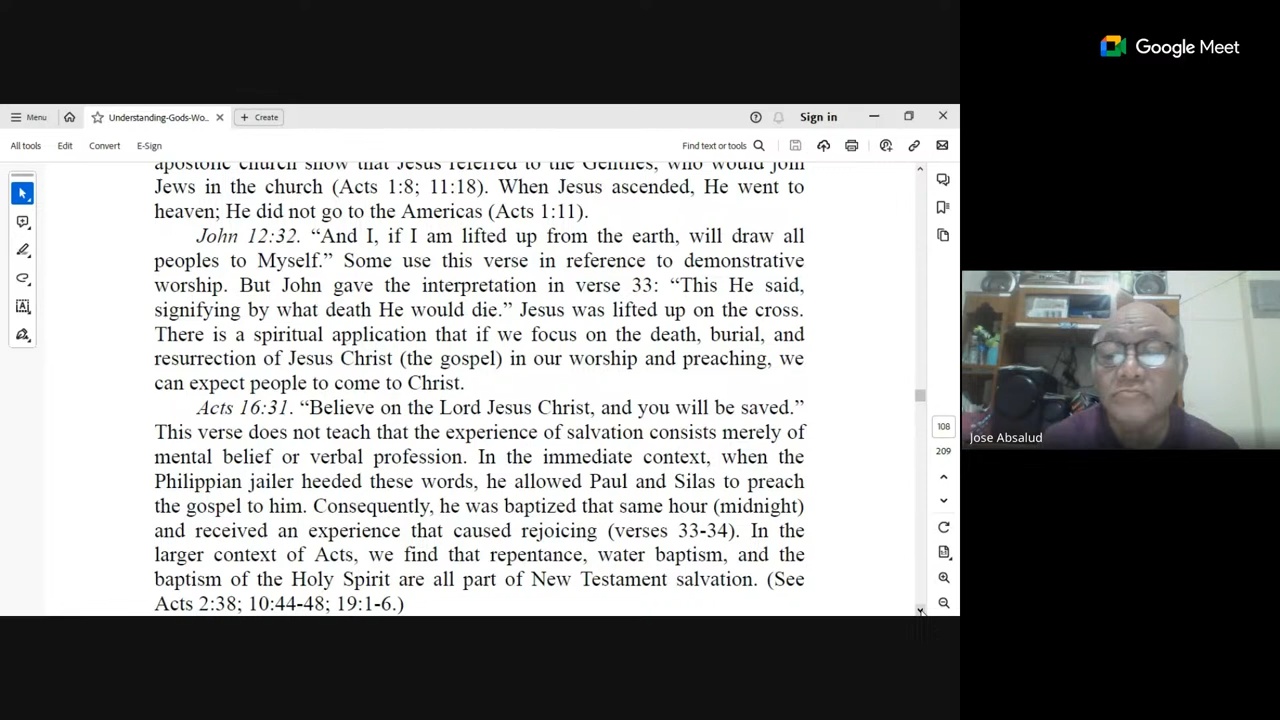 Google Meet
Menu
Understanding-Gods-Wo...
Create
Sign in
All tools
Edit
Convert
E-Sign
Find text or tools
apostolic church show that Jesus referred to the Gentiles, who would join
Jews in the church (Acts 1:8; 11:18). When Jesus ascended, He went to
heaven; He did not go to the Americas (Acts 1:11).
John 12:32. “And I, if I am lifted up from the earth, will draw all
peoples to Myself.” Some use this verse in reference to demonstrative
worship. But John gave the interpretation in verse 33: “This He said,
signifying by what death He would die.” Jesus was lifted up on the cross.
There is a spiritual application that if we focus on the death, burial, and
resurrection of Jesus Christ (the gospel) in our worship and preaching, we
can expect people to come to Christ.
Acts 16:31. “Believe on the Lord Jesus Christ, and you will be saved.”
This verse does not teach that the experience of salvation consists merely of
mental belief or verbal profession. In the immediate context, when the
Philippian jailer heeded these words, he allowed Paul and Silas to preach
the gospel to him. Consequently, he was baptized that same hour (midnight)
and received an experience that caused rejoicing (verses 33-34). In the
larger context of Acts, we find that repentance, water baptism, and the
baptism of the Holy Spirit are all part of New Testament salvation. (See
Acts 2:38; 10:44-48; 19:1-6.)
108
209
Jose Absalud